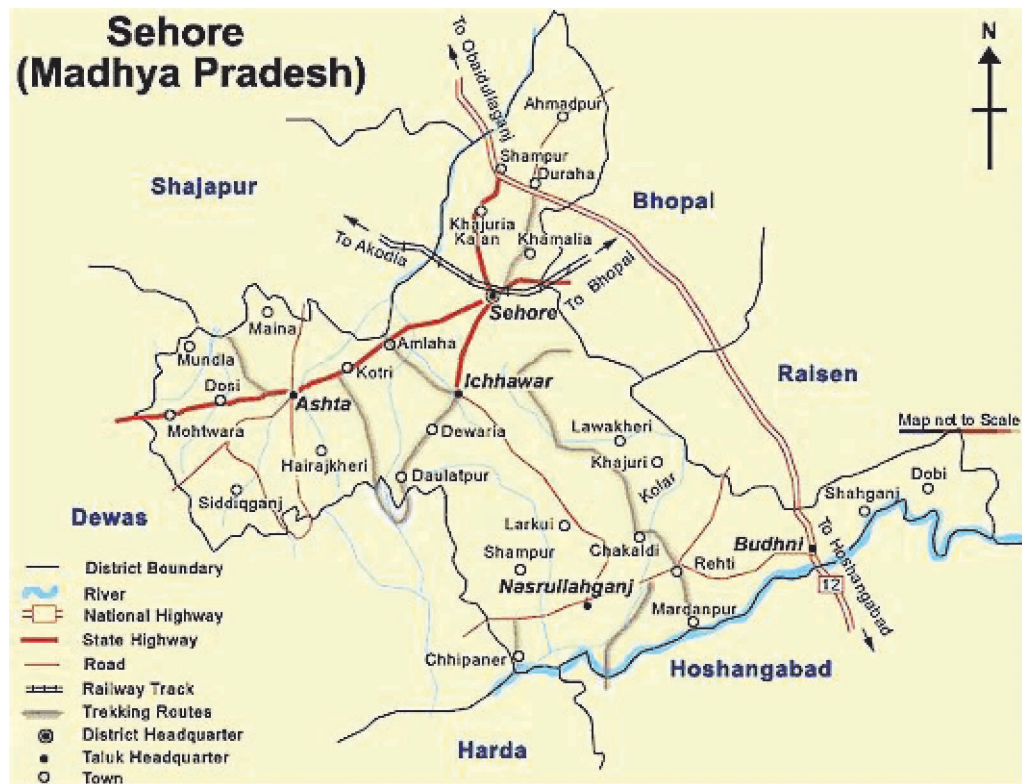 Sehore
(Madhya Pradesh)
N
To Obaidullaganj
Ahmadpur
Shampur
Duraha
Shajapur
Bhopal
Khajuria
Kalan
Khamalia
To Akodia
To Bhopal
Sehore
Maina
Mundla
Amlaha
Kotri
Dosi
Ichhawar
Raisen
Ashta
Mohtwara
Dewaria
Lawakheri
Map not to Scale
Hairajkheri
Khajuri
Daulatpur
Kolar
Dobi
Siddiqganj
Shahganj
Dewas
Larkui
To Hoshangabad
Shampur
Chakaldi
Budhni
Rehti
Nasrullahganj
12
Mardanpur
Chhipaner
Hoshangabad
Harda
District Boundary
River
National Highway
State Highway
Road
Railway Track
Trekking Routes
District Headquarter
Taluk Headquarter
Town